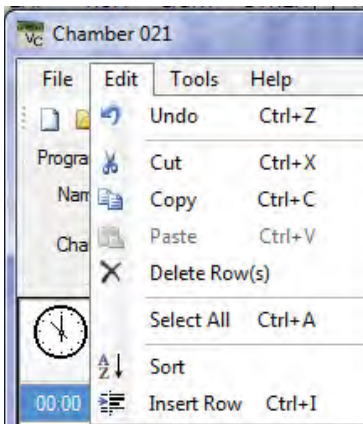 VC Chamber 021
File Edit Tools Help
Undo Ctrl+Z
Progra
Cut Ctrl+X
Nam
Copy Ctrl+C
Cha
Paste Ctrl+V
Delete Row(s)
Select All Ctrl+A
A
Z
Sort
00:00
Insert Row Ctrl+I